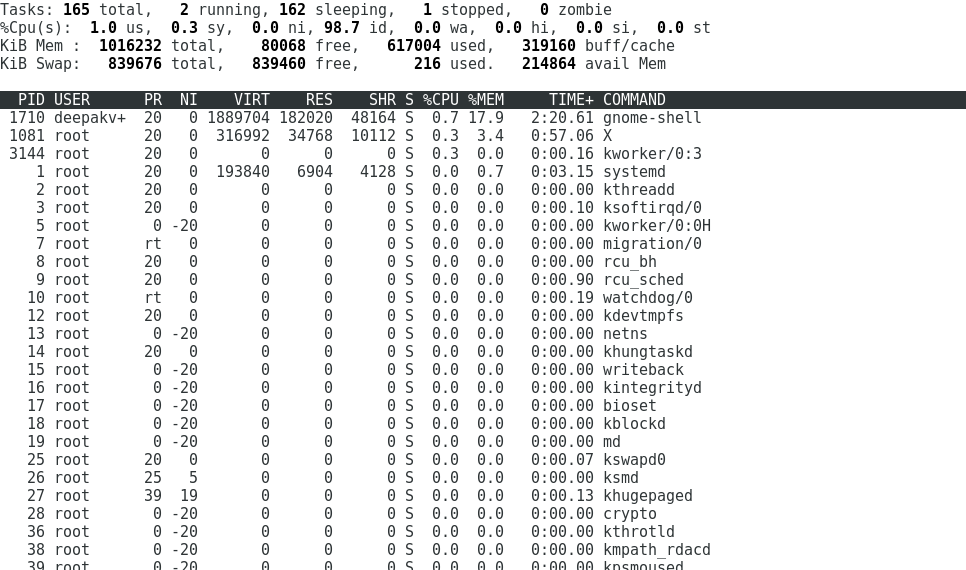 Tasks: 165 total,   2 running, 162 sleeping,   1 stopped,   0 zombie
%Cpu(s):  1.0 us,  0.3 sy,  0.0 ni, 98.7 id,  0.0 wa,  0.0 hi,  0.0 si,  0.0 st
KiB Mem :  1016232 total,    80068 free,   617004 used,   319160 buff/cache
KiB Swap:   839676 total,   839460 free,      216 used.   214864 avail Mem
  PID USER      PR  NI    VIRT    RES    SHR S %CPU %MEM     TIME+ COMMAND
 1710 deepakv+  20   0 1889704 182020  48164 S  0.7 17.9   2:20.61 gnome-shell
 1081 root      20   0  316992  34768  10112 S  0.3  3.4   0:57.06 X
 3144 root      20   0       0      0      0 S  0.3  0.0   0:00.16 kworker/0:3
    1 root      20   0  193840   6904   4128 S  0.0  0.7   0:03.15 systemd
    2 root      20   0       0      0      0 S  0.0  0.0   0:00.00 kthreadd
    3 root      20   0       0      0      0 S  0.0  0.0   0:00.10 ksoftirqd/0
    5 root       0 -20       0      0      0 S  0.0  0.0   0:00.00 kworker/0:0H
    7 root      rt   0       0      0      0 S  0.0  0.0   0:00.00 migration/0
    8 root      20   0       0      0      0 S  0.0  0.0   0:00.00 rcu_bh
    9 root      20   0       0      0      0 S  0.0  0.0   0:00.90 rcu_sched
   10 root      rt   0       0      0      0 S  0.0  0.0   0:00.19 watchdog/0
   12 root      20   0       0      0      0 S  0.0  0.0   0:00.00 kdevtmpfs
   13 root       0 -20       0      0      0 S  0.0  0.0   0:00.00 netns
   14 root      20   0       0      0      0 S  0.0  0.0   0:00.00 khungtaskd
   15 root       0 -20       0      0      0 S  0.0  0.0   0:00.00 writeback
   16 root       0 -20       0      0      0 S  0.0  0.0   0:00.00 kintegrityd
   17 root       0 -20       0      0      0 S  0.0  0.0   0:00.00 bioset
   18 root       0 -20       0      0      0 S  0.0  0.0   0:00.00 kblockd
   19 root       0 -20       0      0      0 S  0.0  0.0   0:00.00 md
   25 root      20   0       0      0      0 S  0.0  0.0   0:00.07 kswapd0
   26 root      25   5       0      0      0 S  0.0  0.0   0:00.00 ksmd
   27 root      39  19       0      0      0 S  0.0  0.0   0:00.13 khugepaged
   28 root       0 -20       0      0      0 S  0.0  0.0   0:00.00 crypto
   36 root       0 -20       0      0      0 S  0.0  0.0   0:00.00 kthrotld
   38 root       0 -20       0      0      0 S  0.0  0.0   0:00.00 kmpath_rdacd
   39 root       0 -20       0      0      0 S  0.0  0.0   0:00.00 kpsmoused